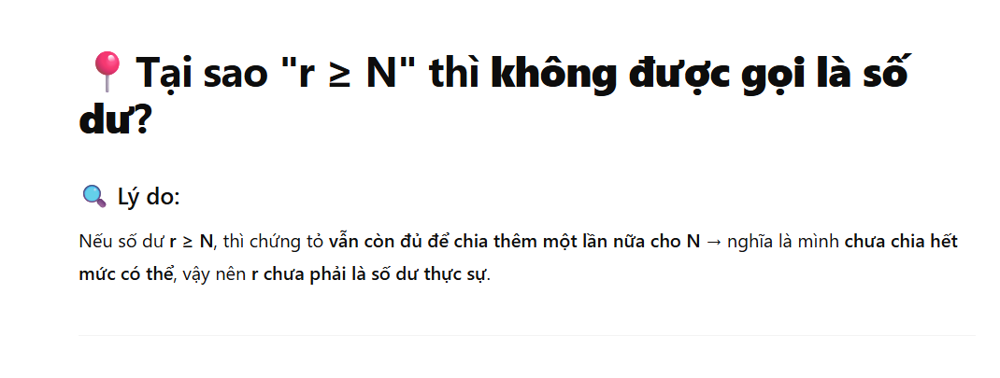 📍 Tại sao "r ≥ N" thì không được gọi là số
dư?
🔍 Lý do:
Nếu số dư r ≥ N, thì chứng tỏ vẫn còn đủ để chia thêm một lần nữa cho N → nghĩa là mình chưa chia hết
mức có thể, vậy nên r chưa phải là số dư thực sự.